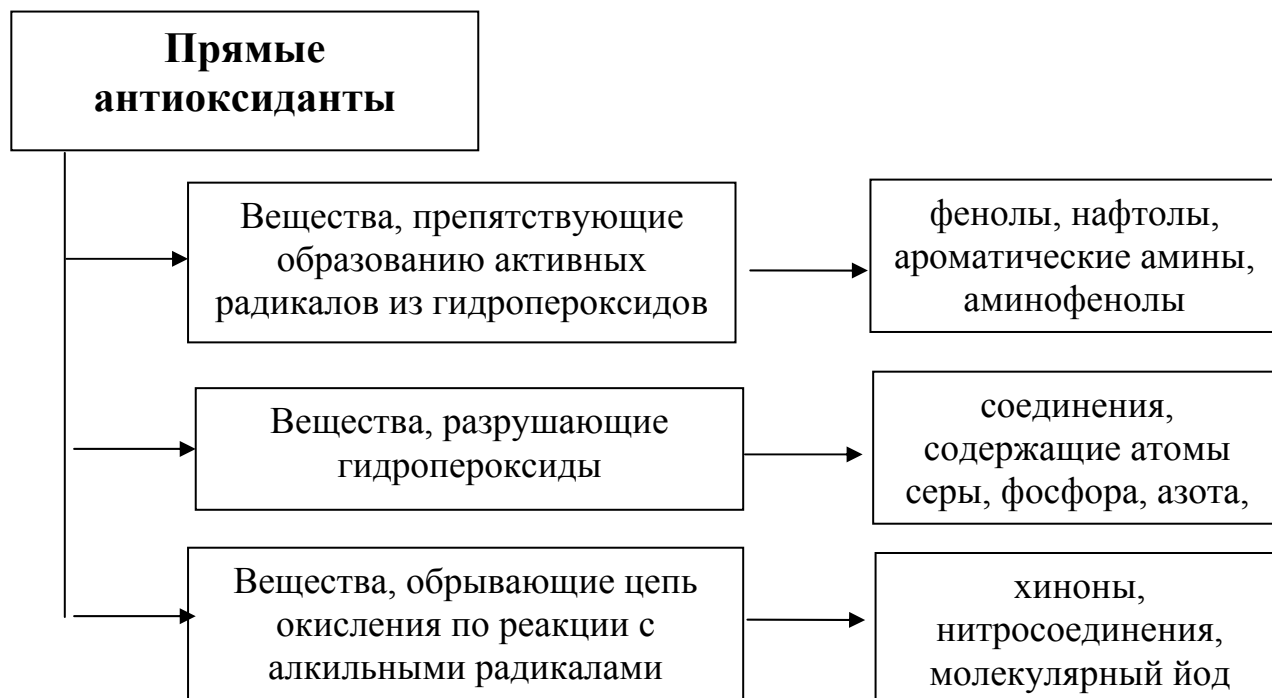 Прямые
антиоксиданты
Вещества, препятствующие
образованию активных
радикалов из гидропероксидов
фенолы, нафтолы,
ароматические амины,
аминофенолы
Вещества, разрушающие
гидропероксиды
соединения,
содержащие атомы
серы, фосфора, азота,
Вещества, обрывающие цепь
окисления по реакции с
алкильными радикалами
хиноны,
нитросоединения,
молекулярный йод